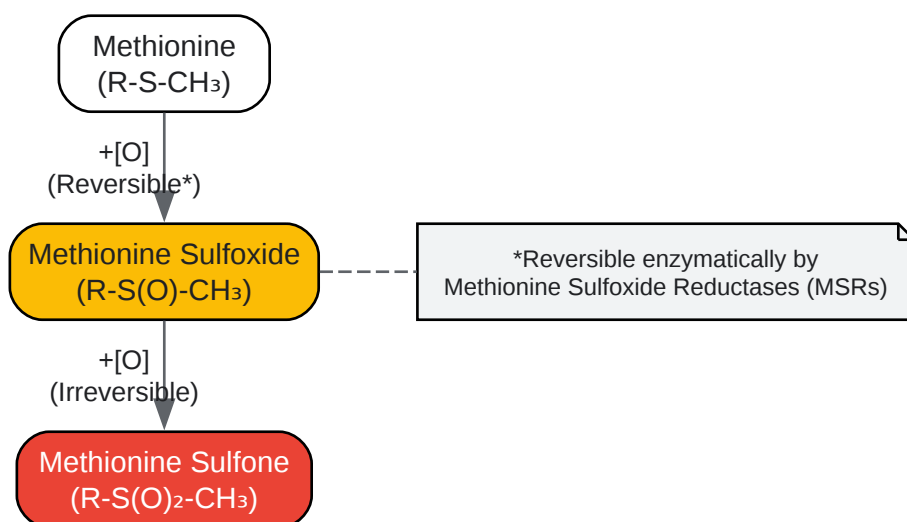 Methionine
(R-S-CH₃)
+[O]
(Reversible*)
Methionine Sulfoxide
(R-S(O)-CH₃)
*Reversible enzymatically by
Methionine Sulfoxide Reductases (MSRs)
+[O]
(Irreversible)
Methionine Sulfone
(R-S(O)₂-CH₃)